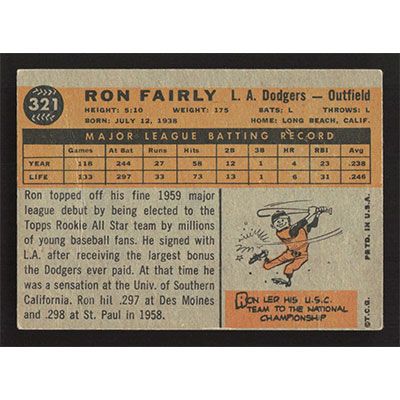 321
RON FAIRLY L. A. Dodgers — Outfield
HEIGHT: 5:10 WEIGHT: 175 BATS: L THROWS: L
BORN: JULY 12, 1938 HOME: LONG BEACH, CALIF.
MAJOR LEAGUE BATTING RECORD
Games At-Bat Runs Hits 2B 3B HR RBI Avg
YEAR 118 244 27 58 12 1 4 23 .238
LIFE 133 297 33 73 13 1 6 31 .246
Ron topped off his fine 1959 major
league debut by being elected to the
Topps Rookie All Star team by millions
of young baseball fans. He signed with
L.A. after receiving the largest bonus
the Dodgers ever paid. At that time he
was a sensation at the Univ. of Southern
California. Ron hit .297 at Des Moines
and .298 at St. Paul in 1958.
RON LED HIS U.S.C.
TEAM TO THE NATIONAL
CHAMPIONSHIP
©T.C.G. PRTD. IN U.S.A.